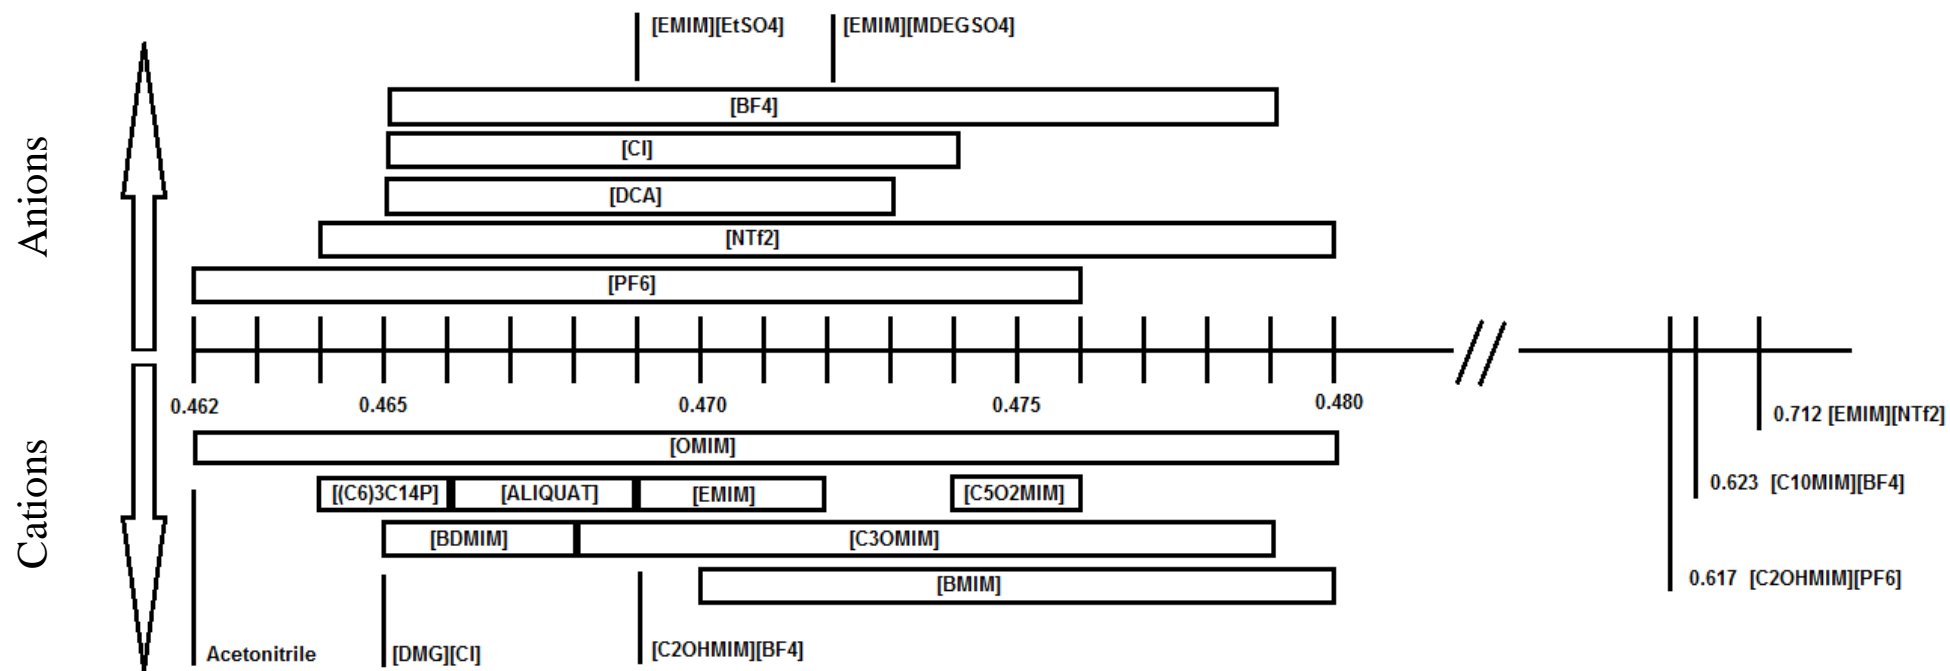 [EMIM][EtSO4]
[EMIM][MDEGSO4]
[BF4]
[Cl]
[DCA]
[NTf2]
[PF6]
Anions
0.462
0.465
0.470
0.475
0.480
0.712 [EMIM][NTf2]
[OMIM]
[(C6)3C14P]
[ALIQUAT]
[EMIM]
[C5O2MIM]
0.623 [C10MIM][BF4]
Cations
[BDMIM]
[C3OMIM]
[BMIM]
0.617 [C2OHMIM][PF6]
Acetonitrile
[DMG][Cl]
[C2OHMIM][BF4]